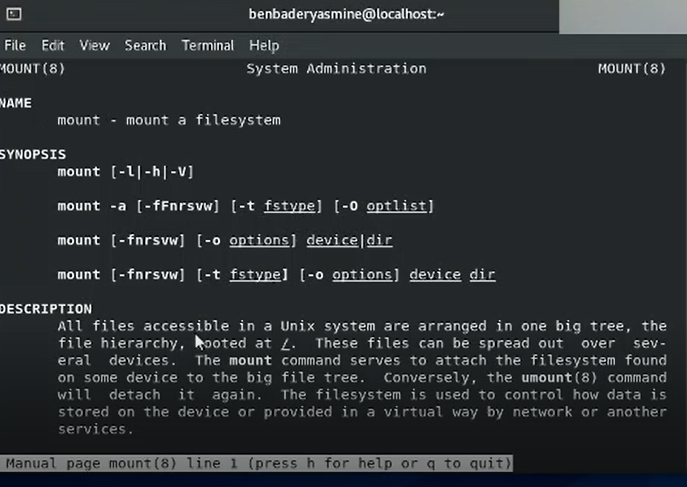 benbaderyasmine@localhost:~
File Edit View Search Terminal Help
MOUNT(8) System Administration MOUNT(8)
NAME
mount - mount a filesystem
SYNOPSIS
mount [-l|-h|-V]
mount -a [-fFnrsvw] [-t fstype] [-O optlist]
mount [-fnrsvw] [-o options] device|dir
mount [-fnrsvw] [-t fstype] [-o options] device dir
DESCRIPTION
All files accessible in a Unix system are arranged in one big tree, the
file hierarchy, rooted at /. These files can be spread out over sev-
eral devices. The mount command serves to attach the filesystem found
on some device to the big file tree. Conversely, the umount(8) command
will detach it again. The filesystem is used to control how data is
stored on the device or provided in a virtual way by network or another
services.
Manual page mount(8) line 1 (press h for help or q to quit)